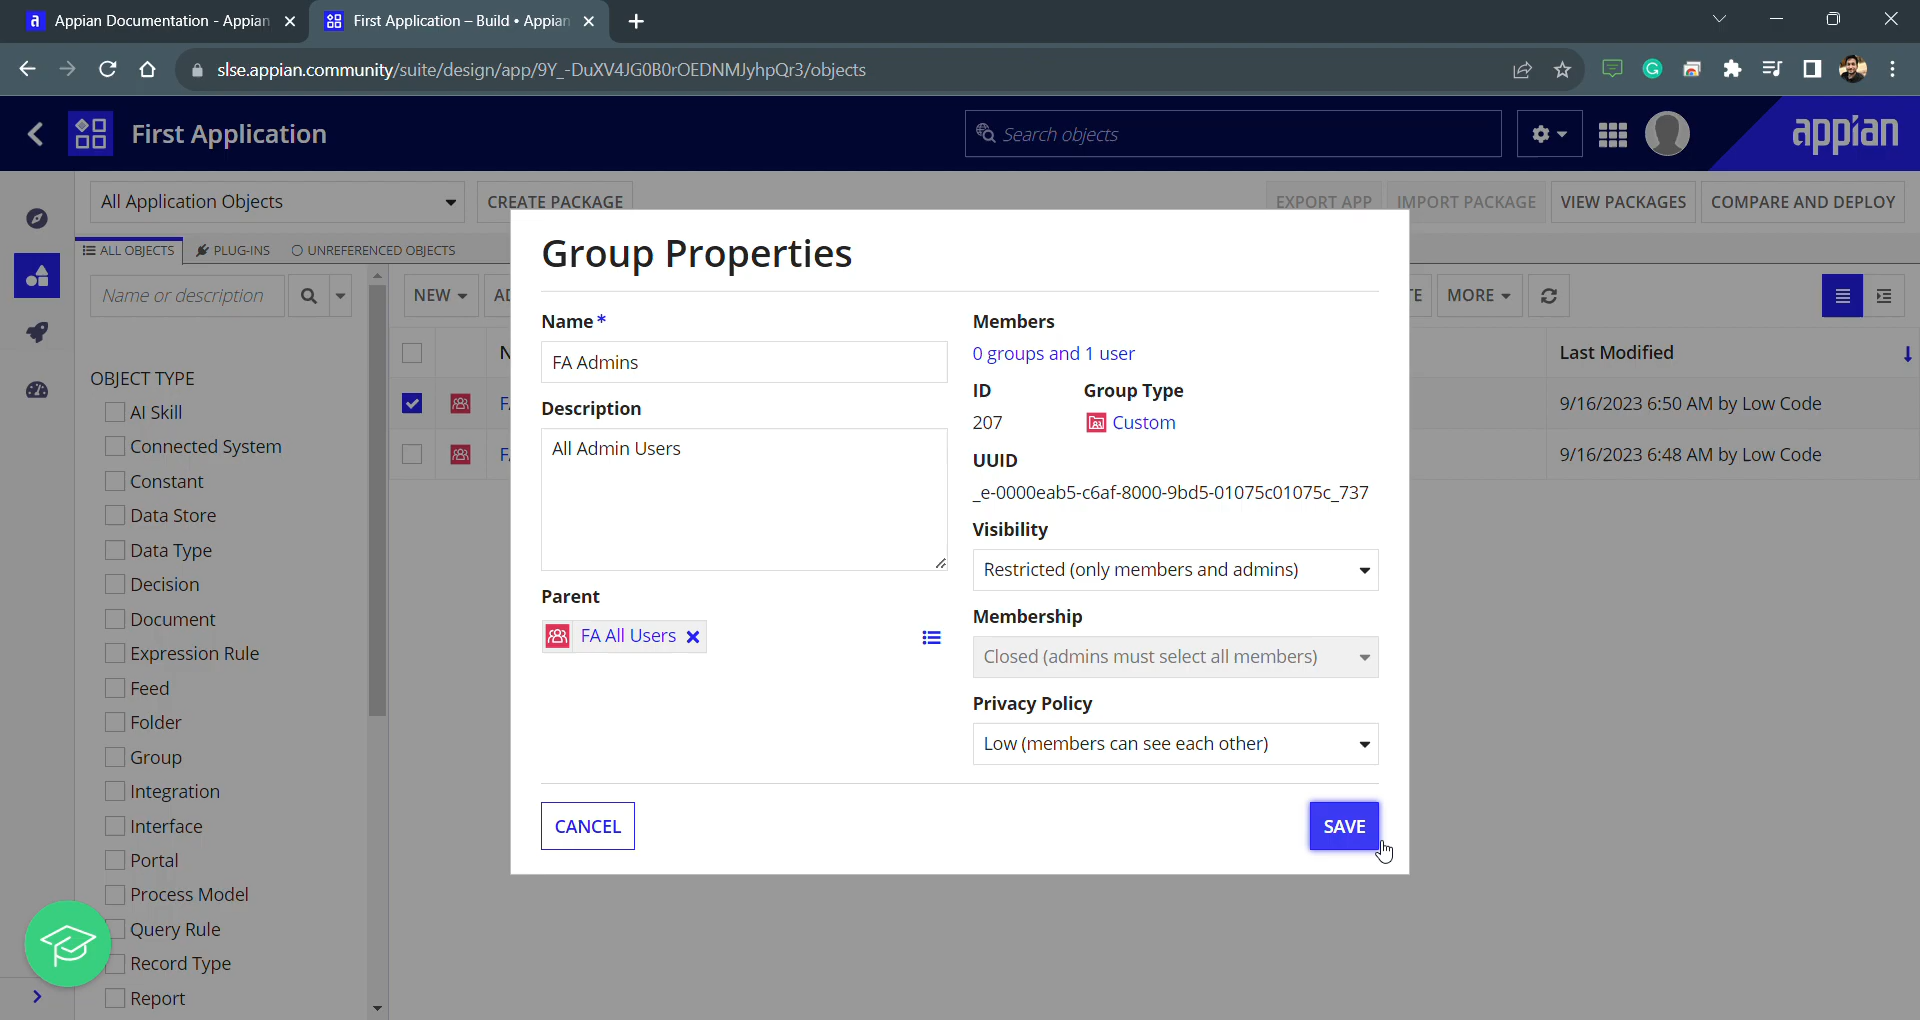 Appian Documentation - Appian
First Application – Build • Appian
slse.appian.community/suite/design/app/9Y_-DuXV4JG0B0rOEDNMJyhpQr3/objects
First Application
Search objects
appian
All Application Objects
CREATE PACKAGE
EXPORT APP
IMPORT PACKAGE
VIEW PACKAGES
COMPARE AND DEPLOY
ALL OBJECTS
PLUG-INS
UNREFERENCED OBJECTS
Name or description
NEW
MORE
Last Modified
9/16/2023 6:50 AM by Low Code
9/16/2023 6:48 AM by Low Code
OBJECT TYPE
AI Skill
Connected System
Constant
Data Store
Data Type
Decision
Document
Expression Rule
Feed
Folder
Group
Integration
Interface
Portal
Process Model
Query Rule
Record Type
Report
Group Properties
Name*
FA Admins
Description
All Admin Users
Parent
FA All Users
Members
0 groups and 1 user
ID
207
Group Type
Custom
UUID
_e-0000eab5-c6af-8000-9bd5-01075c01075c_737
Visibility
Restricted (only members and admins)
Membership
Closed (admins must select all members)
Privacy Policy
Low (members can see each other)
CANCEL
SAVE